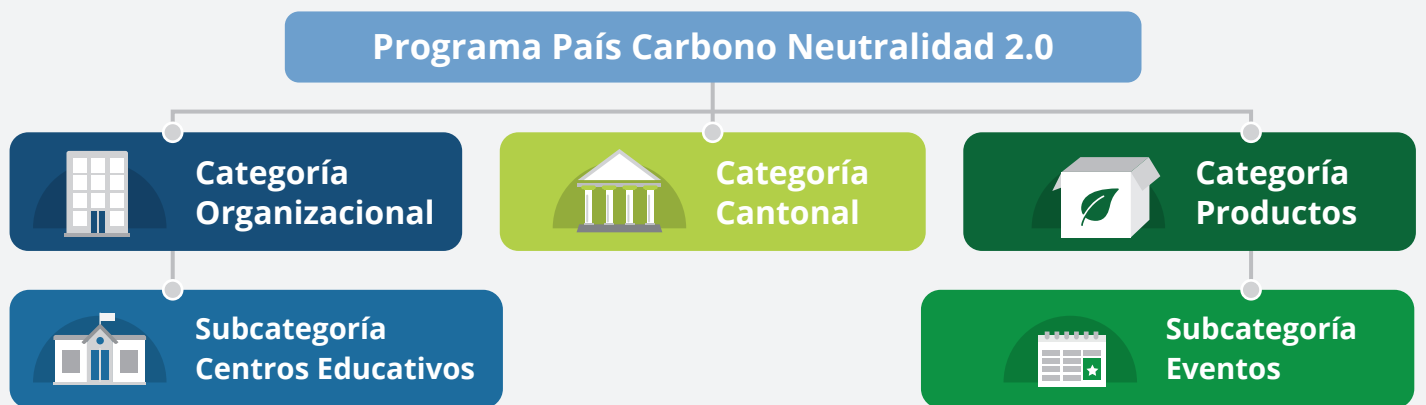 Programa País Carbono Neutralidad 2.0
Categoría
Organizacional
Categoría
Cantonal
Categoría
Productos
Subcategoría
Centros Educativos
Subcategoría
Eventos